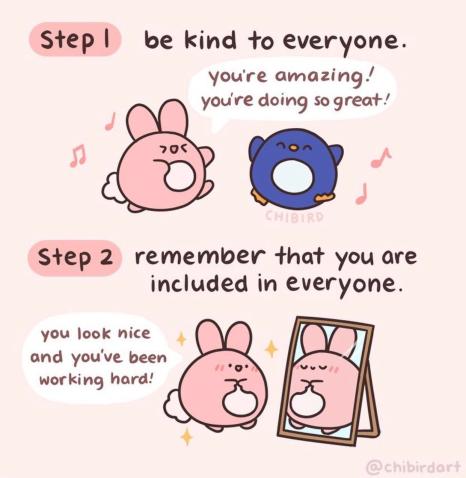 Step 1 be kind to everyone.
you're amazing!
you're doing so great!
CHIBIRD
Step 2 remember that you are
included in everyone.
you look nice
and you've been
working hard!
@chibirdart